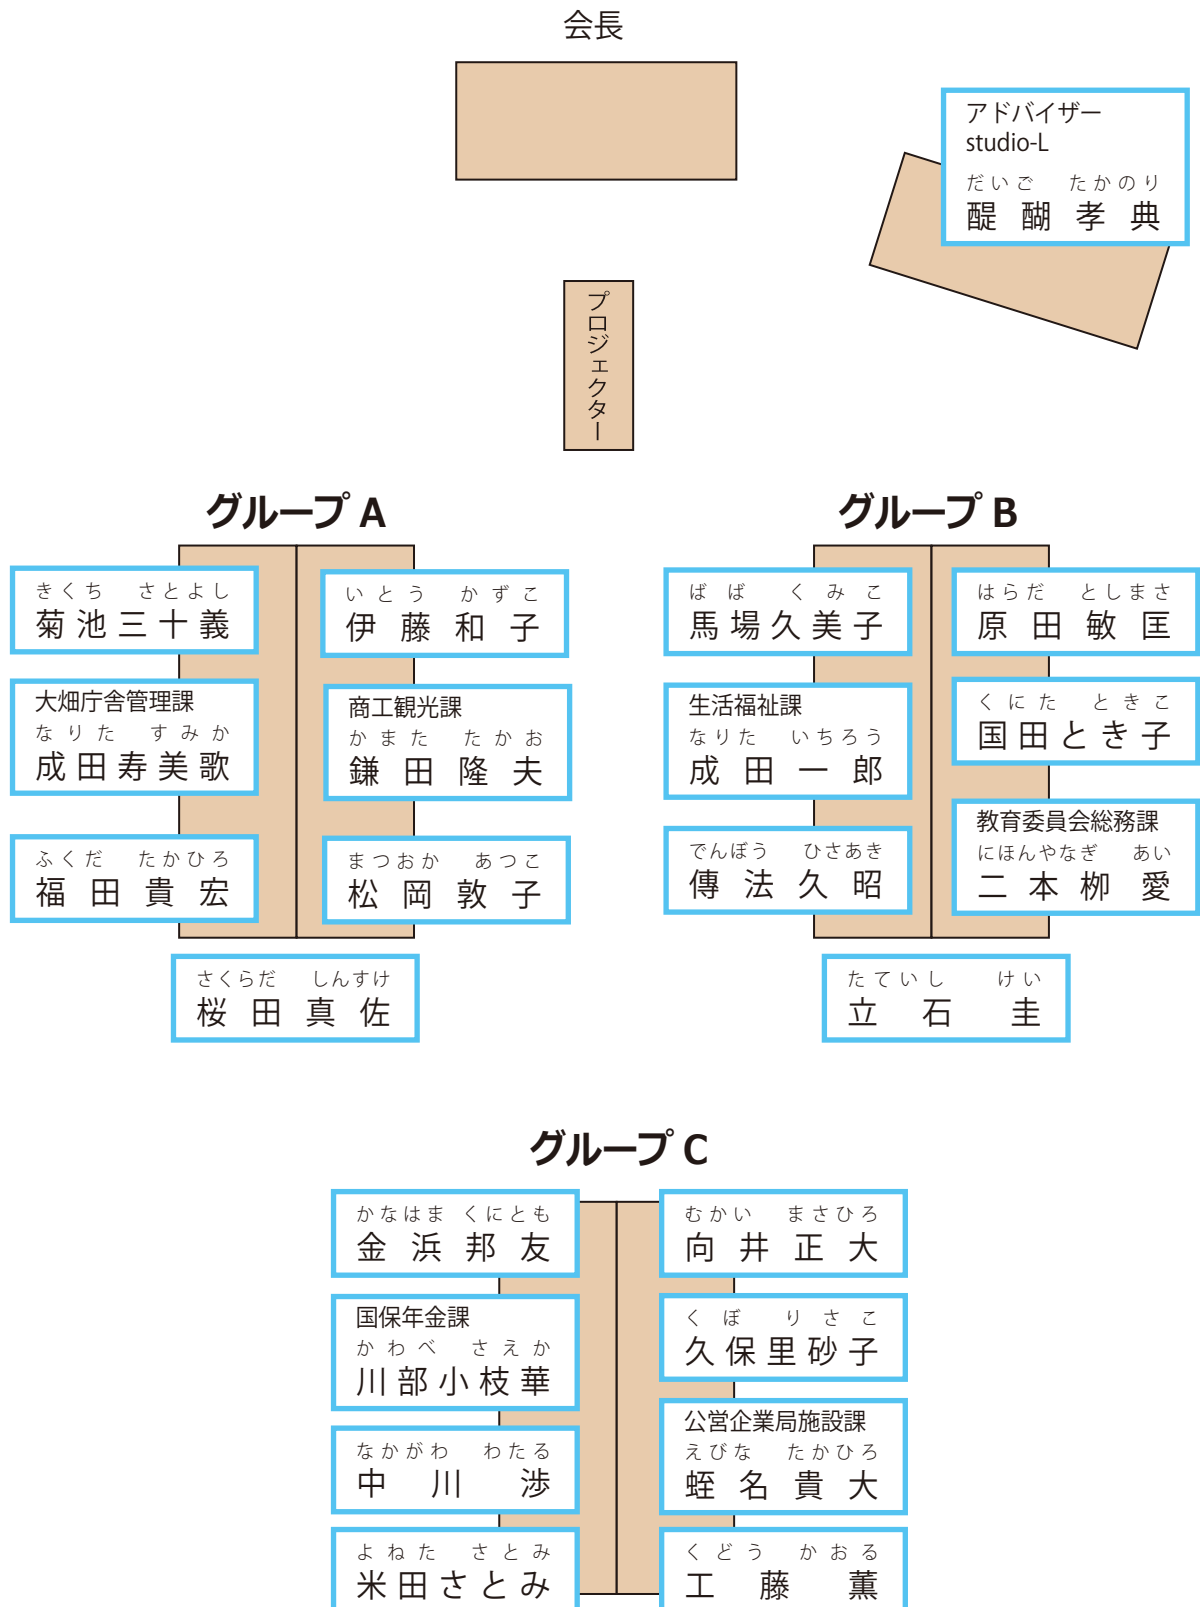 会長
アドバイザー
studio-L
だいご たかのり
醍醐孝典
プロジェクター
グループ A
きくち さとよし
菊池三十義
いとう かずこ
伊藤和子
大畑庁舎管理課
なりた すみか
成田寿美歌
商工観光課
かまた たかお
鎌田隆夫
ふくだ たかひろ
福田貴宏
まつおか あつこ
松岡敦子
さくらだ しんすけ
桜田真佐
グループ B
ばば くみこ
馬場久美子
はらだ としまさ
原田敏匡
生活福祉課
なりた いちろう
成田一郎
くにた ときこ
国田とき子
でんぼう ひさあき
傳法久昭
教育委員会総務課
にほんやなぎ あい
二本栁愛
たていし けい
立石圭
グループ C
かなはま くにとも
金浜邦友
むかい まさひろ
向井正大
国保年金課
かわべ さえか
川部小枝華
くぼ りさこ
久保里砂子
なかがわ わたる
中川渉
公営企業局施設課
えびな たかひろ
蛯名貴大
よねた さとみ
米田さとみ
くどう かおる
工藤薫